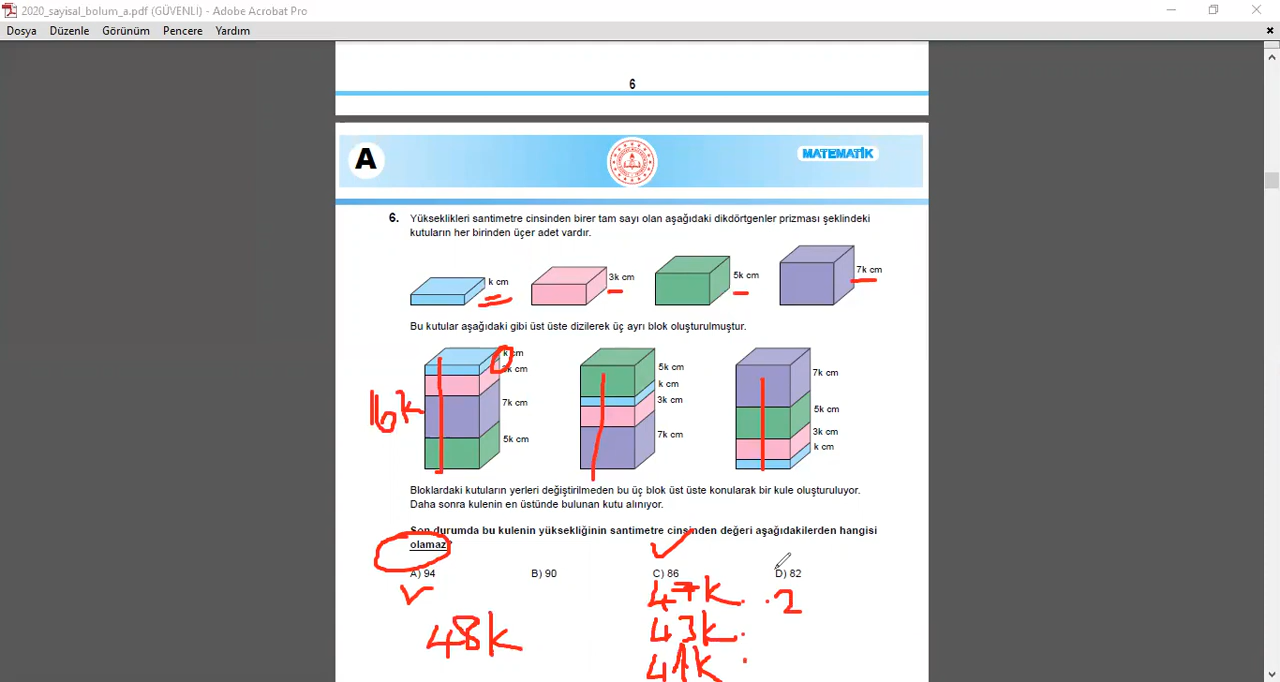 2020_sayisal_bolum_a.pdf (GÜVENLİ) - Adobe Acrobat Pro
Dosya Düzenle Görünüm Pencere Yardım
6
A
MATEMATİK
6. Yükseklikleri santimetre cinsinden birer tam sayı olan aşağıdaki dikdörtgenler prizması şeklindeki
kutuların her birinden üçer adet vardır.
k cm 3k cm 5k cm 7k cm
Bu kutular aşağıdaki gibi üst üste dizilerek üç ayrı blok oluşturulmuştur.
k cm
3k cm
7k cm
5k cm
16k
5k cm
k cm
3k cm
7k cm
7k cm
5k cm
3k cm
k cm
Bloklardaki kutuların yerleri değiştirilmeden bu üç blok üst üste konularak bir kule oluşturuluyor.
Daha sonra kulenin en üstünde bulunan kutu alınıyor.
Son durumda bu kulenin yüksekliğinin santimetre cinsinden değeri aşağıdakilerden hangisi
olamaz
A) 94 B) 90 C) 86 D) 82
47k . . 2
48k
43k .
41k .